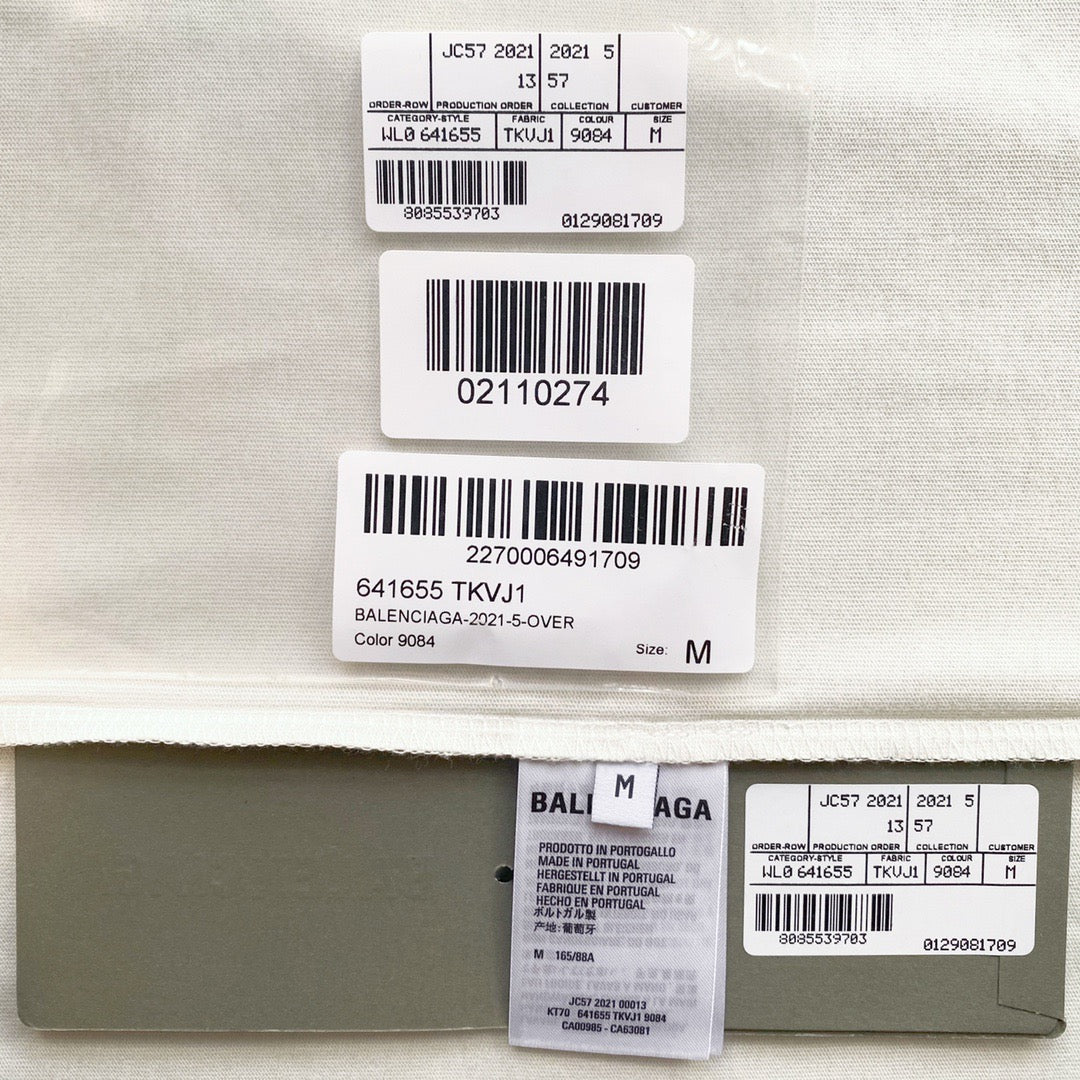 JC57 2021 2021 5
13 57
ORDER-ROW PRODUCTION ORDER COLLECTION CUSTOMER
CATEGORY-STYLE FABRIC COLOUR SIZE
WL0 641655 TKVJ1 9084 M
8085539703
0129081709
02110274
2270006491709
641655 TKVJ1
BALENCIAGA-2021-5-OVER
Color 9084
Size: M
M
PRODOTTO IN PORTOGALLO
MADE IN PORTUGAL
HERGESTELLT IN PORTUGAL
FABRIQUE EN PORTUGAL
HECHO EN PORTUGAL
ポルトガル製
产地:葡萄牙
M 165/88A
JC57 2021 00013
KT70 641655 TKVJ1 9084
CA00985 - CA63081
JC57 2021 2021 5
13 57
ORDER-ROW PRODUCTION ORDER COLLECTION CUSTOMER
CATEGORY-STYLE FABRIC COLOUR SIZE
WL0 641655 TKVJ1 9084 M
8085539703
0129081709